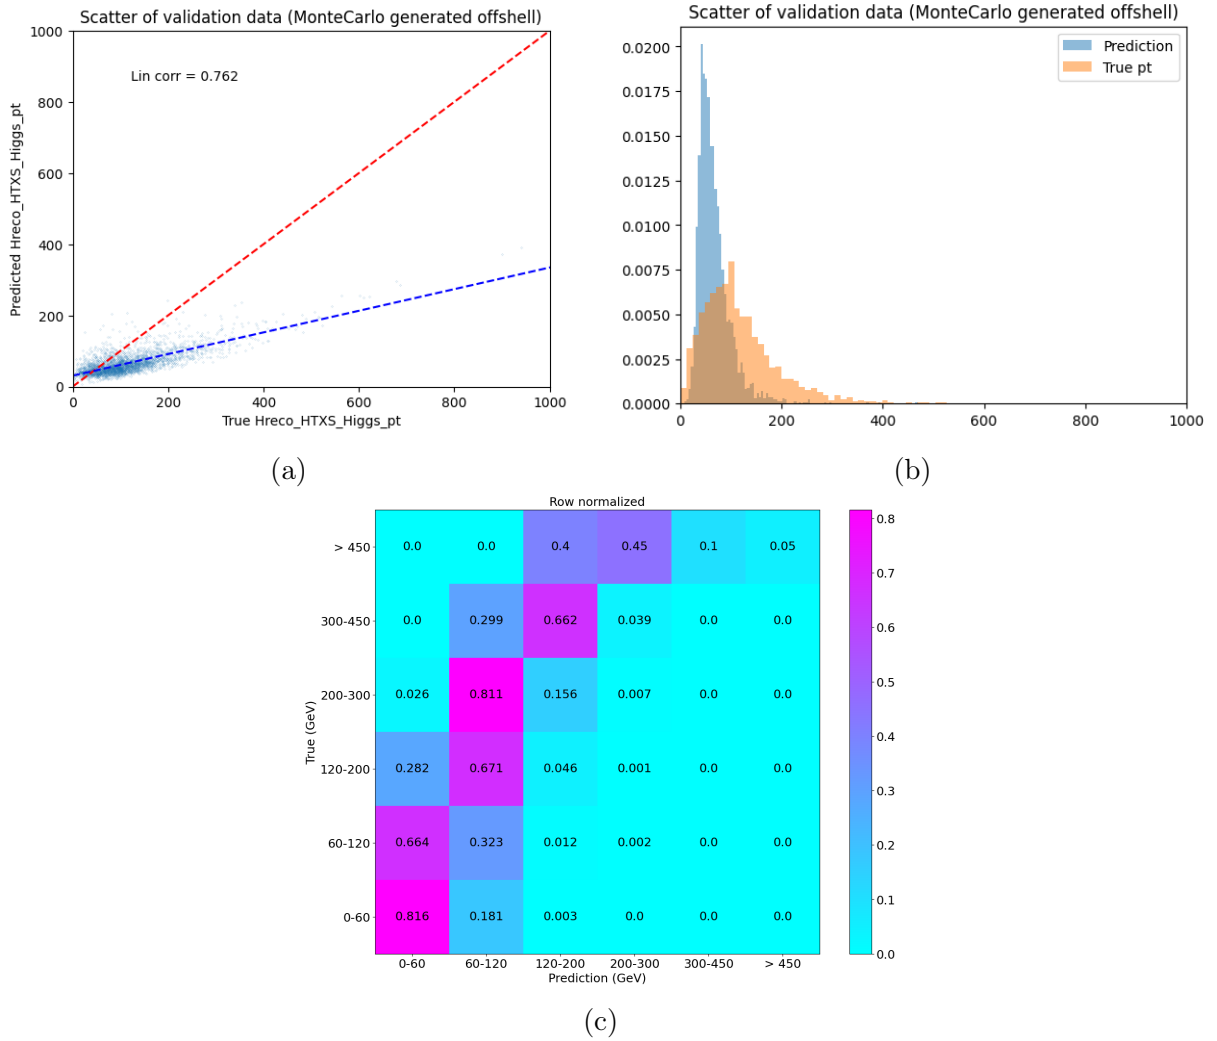 Scatter of validation data (MonteCarlo generated offshell)
Lin corr = 0.762
Predicted Hreco_HTXS_Higgs_pt
1000
800
600
400
200
0
0 200 400 600 800 1000
True Hreco_HTXS_Higgs_pt
(a)
Scatter of validation data (MonteCarlo generated offshell)
Prediction
True pt
0.0200
0.0175
0.0150
0.0125
0.0100
0.0075
0.0050
0.0025
0.0000
0 200 400 600 800 1000
(b)
Row normalized
True (GeV)
> 450 0.0 0.0 0.4 0.45 0.1 0.05
300-450 0.0 0.299 0.662 0.039 0.0 0.0
200-300 0.026 0.811 0.156 0.007 0.0 0.0
120-200 0.282 0.671 0.046 0.001 0.0 0.0
60-120 0.664 0.323 0.012 0.002 0.0 0.0
0-60 0.816 0.181 0.003 0.0 0.0 0.0
0-60 60-120 120-200 200-300 300-450 > 450
Prediction (GeV)
0.8
0.7
0.6
0.5
0.4
0.3
0.2
0.1
0.0
(c)